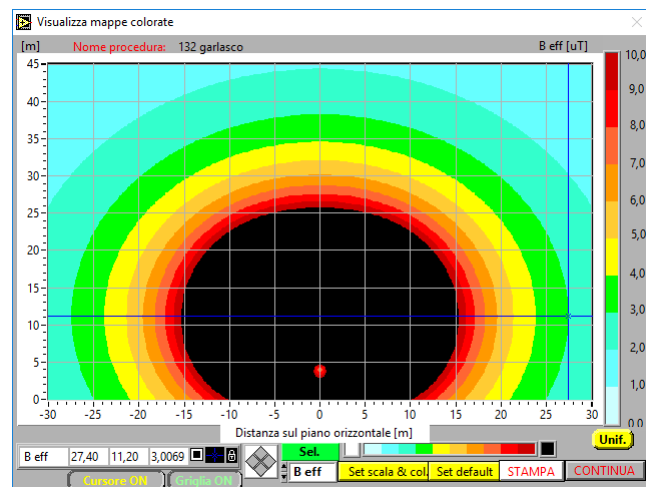 Visualizza mappe colorate
[m] Nome procedura: 132 garlasco B eff [uT]
45 10,0
40 9,0
35 8,0
30 7,0
25 6,0
20 5,0
15 4,0
10 3,0
5 2,0
0 1,0
-30 -25 -20 -15 -10 -5 0 5 10 15 20 25 30 0,0
Distanza sul piano orizzontale [m]
Unif.
B eff 27,40 11,20 3,0069 Sel.
B eff Set scala & col. Set default STAMPA CONTINUA
Cursore ON Griglia ON